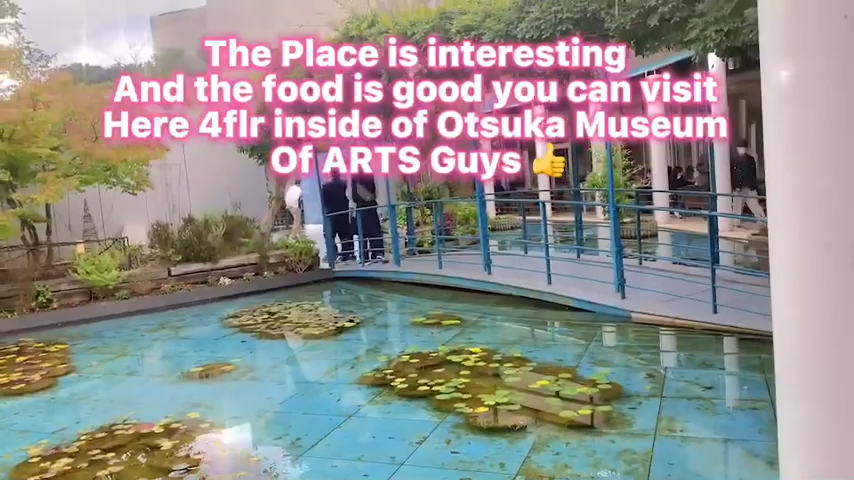 The Place is interesting
And the food is good you can visit
Here 4flr inside of Otsuka Museum
Of ARTS Guys 👍